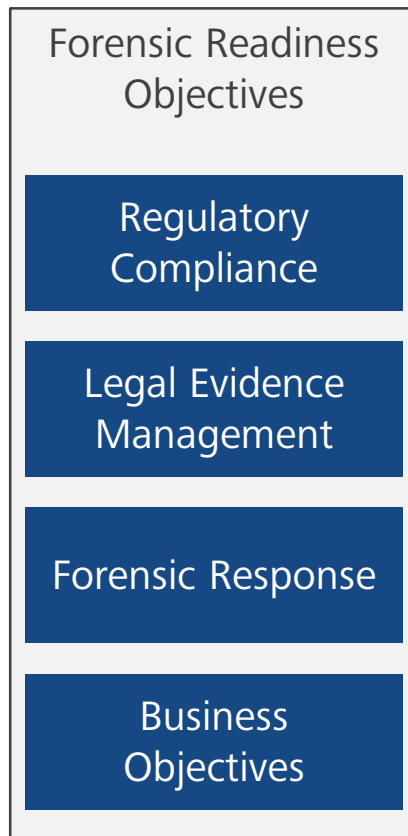 Forensic Readiness
Objectives
Regulatory
Compliance
Legal Evidence
Management
Forensic Response
Business
Objectives